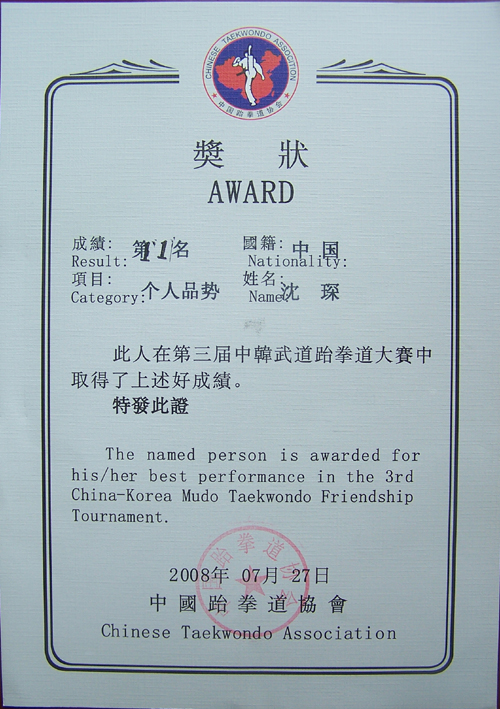 CHINESE TAEKWONDO ASSOCTION
中国跆拳道协会
獎 狀
AWARD
成績: 第11名 國籍: 中 国
Result: Nationality:
項目: 个人品势 姓名: 沈 琛
Category: Name:
此人在第三届中韓武道跆拳道大賽中
取得了上述好成績。
特發此證
The named person is awarded for
his/her best performance in the 3rd
China-Korea Mudo Taekwondo Friendship
Tournament.
2008年 07月 27日
中國跆拳道協會
Chinese Taekwondo Association